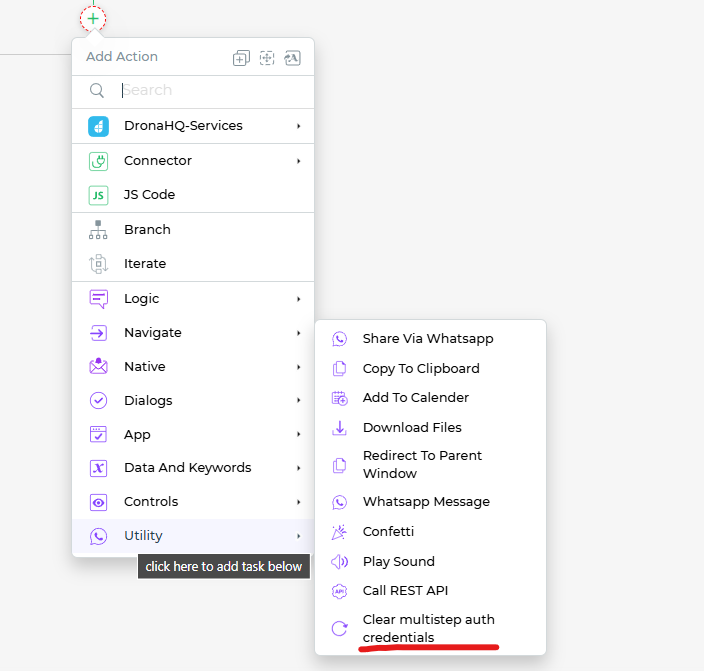 Add Action
Search
DronaHQ-Services
Connector
JS
JS Code
Branch
Iterate
Logic
Navigate
Native
Dialogs
App
Data And Keywords
Controls
Utility
click here to add task below
Share Via Whatsapp
Copy To Clipboard
Add To Calender
Download Files
Redirect To Parent
Window
Whatsapp Message
Confetti
Play Sound
API
Call REST API
Clear multistep auth
credentials